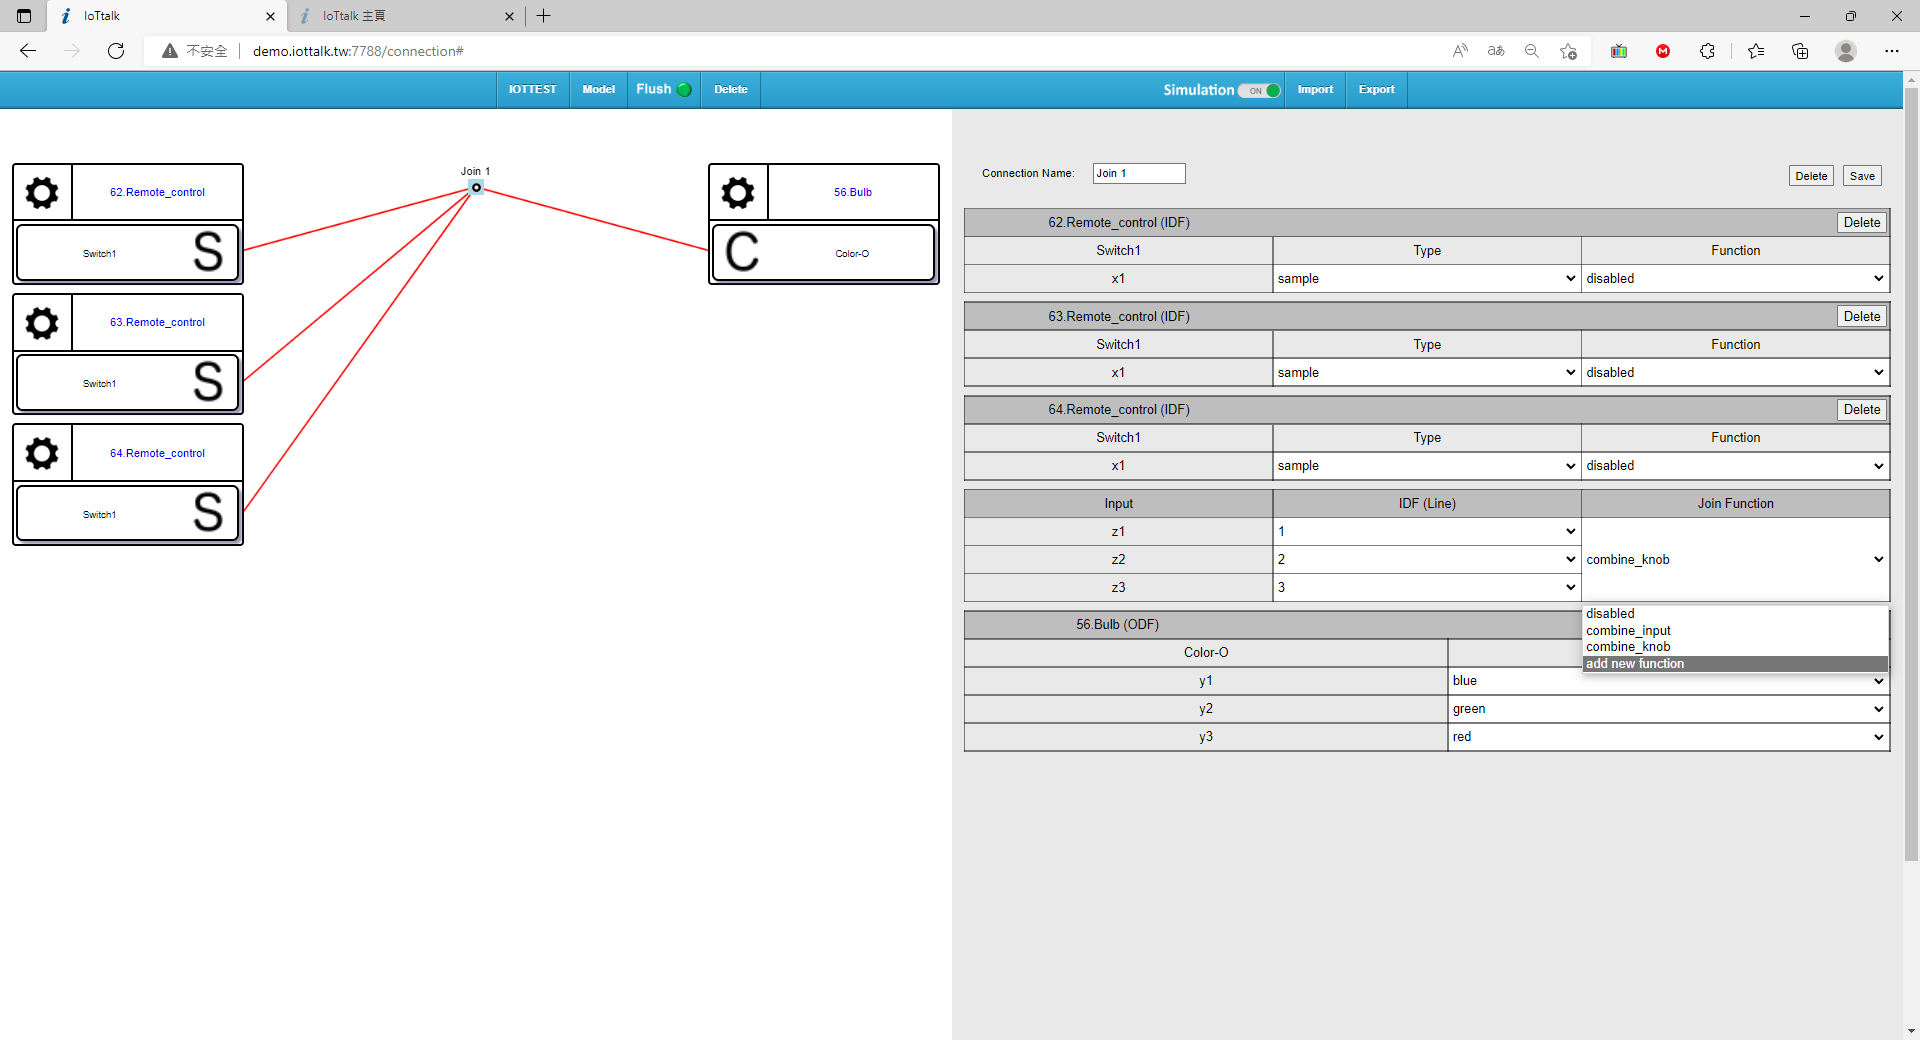 IoTtalk
IoTtalk 主頁
不安全
demo.iottalk.tw:7788/connection#
IOTTEST
Model
Flush
Delete
Simulation
ON
Import
Export
62.Remote_control
Switch1
S
63.Remote_control
Switch1
S
64.Remote_control
Switch1
S
Join 1
56.Bulb
C
Color-O
Connection Name:
Join 1
Delete
Save
62.Remote_control (IDF)
Delete
Switch1
Type
Function
x1
sample
disabled
63.Remote_control (IDF)
Delete
Switch1
Type
Function
x1
sample
disabled
64.Remote_control (IDF)
Delete
Switch1
Type
Function
x1
sample
disabled
Input
IDF (Line)
Join Function
z1
1
z2
2
combine_knob
z3
3
disabled
combine_input
combine_knob
add new function
56.Bulb (ODF)
Color-O
y1
blue
y2
green
y3
red